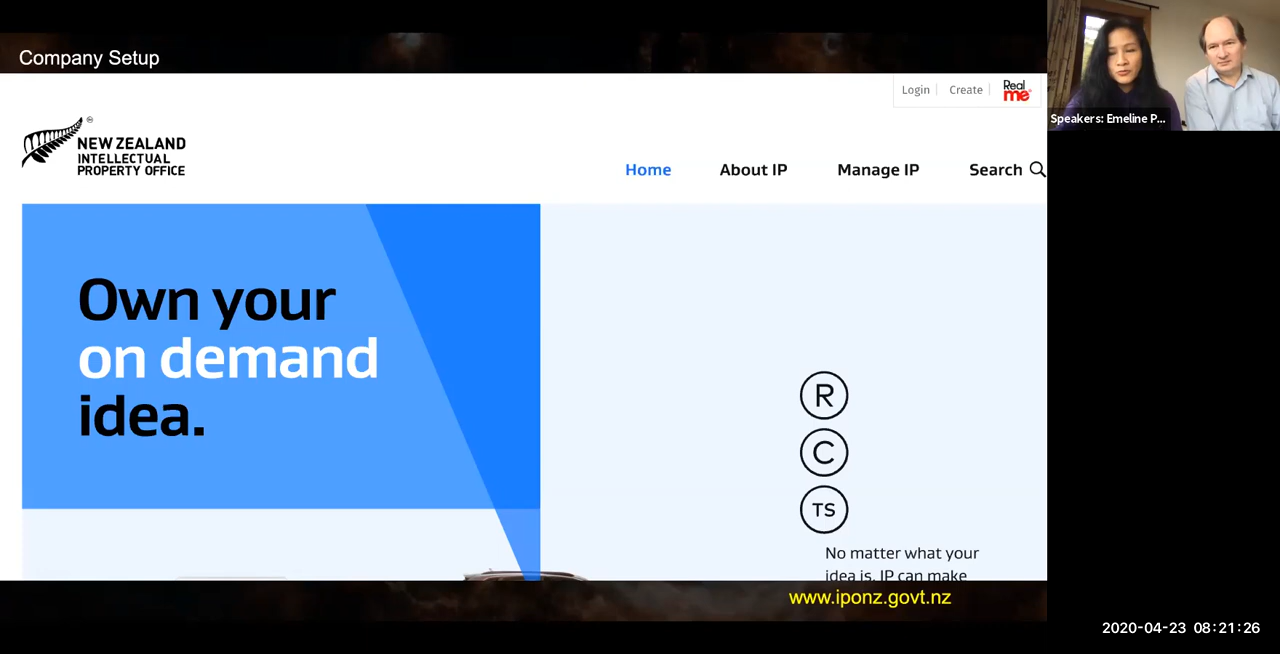 Company Setup
Login
Create
Real
me
®
NEW ZEALAND
INTELLECTUAL
PROPERTY OFFICE
Home
About IP
Manage IP
Search
Own your
on demand
idea.
R
C
TS
No matter what your
idea is, IP can make
www.iponz.govt.nz
Speakers: Emeline P...
2020-04-23 08:21:26